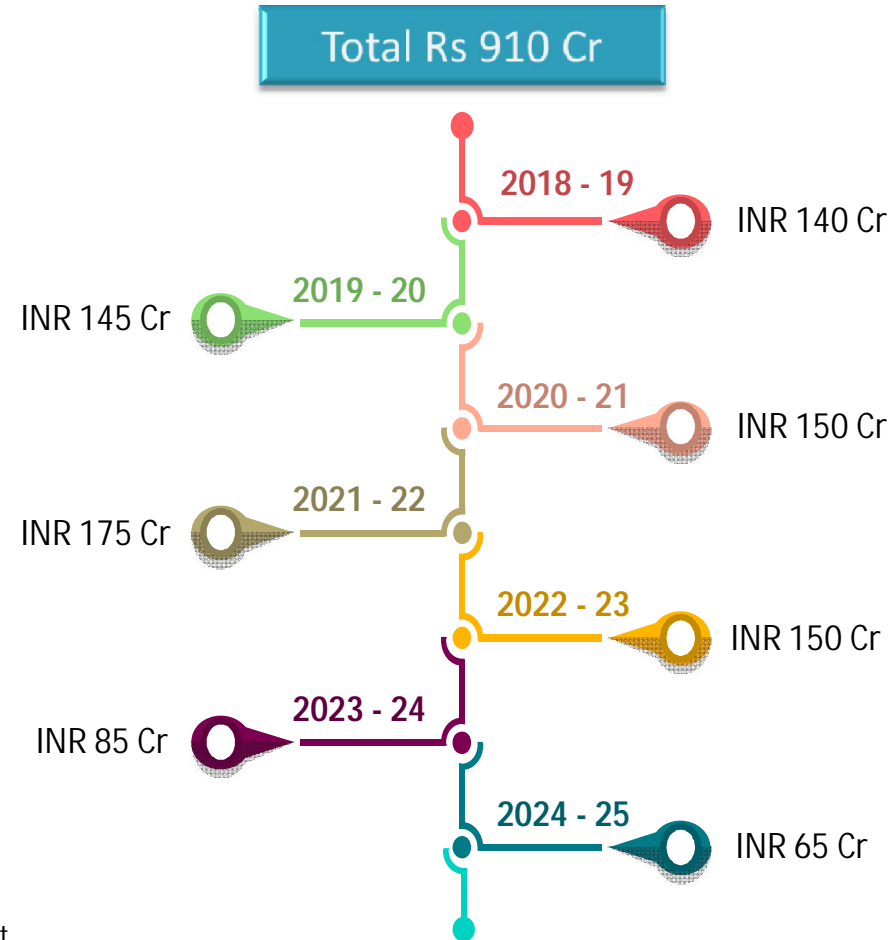 Total Rs 910 Cr
2018 - 19
INR 140 Cr
2019 - 20
INR 145 Cr
2020 - 21
INR 150 Cr
2021 - 22
INR 175 Cr
2022 - 23
INR 150 Cr
2023 - 24
INR 85 Cr
2024 - 25
INR 65 Cr